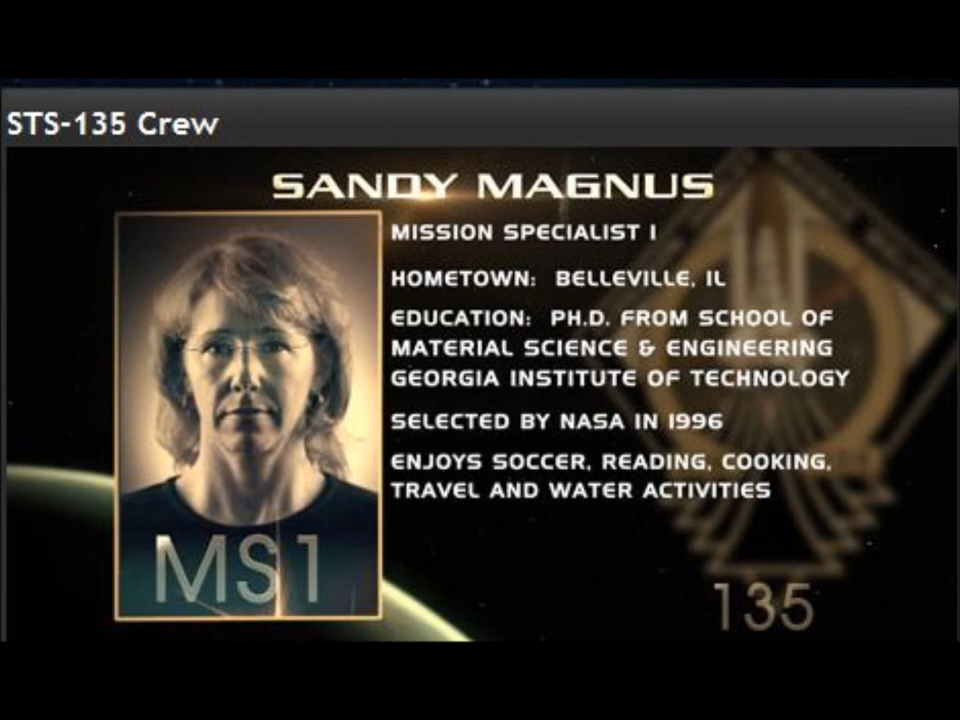 STS-135 Crew
SANDY MAGNUS
MISSION SPECIALIST 1
HOMETOWN: BELLEVILLE, IL
EDUCATION: PH.D. FROM SCHOOL OF
MATERIAL SCIENCE & ENGINEERING
GEORGIA INSTITUTE OF TECHNOLOGY
SELECTED BY NASA IN 1996
ENJOYS SOCCER, READING, COOKING,
TRAVEL AND WATER ACTIVITIES
MS1
135